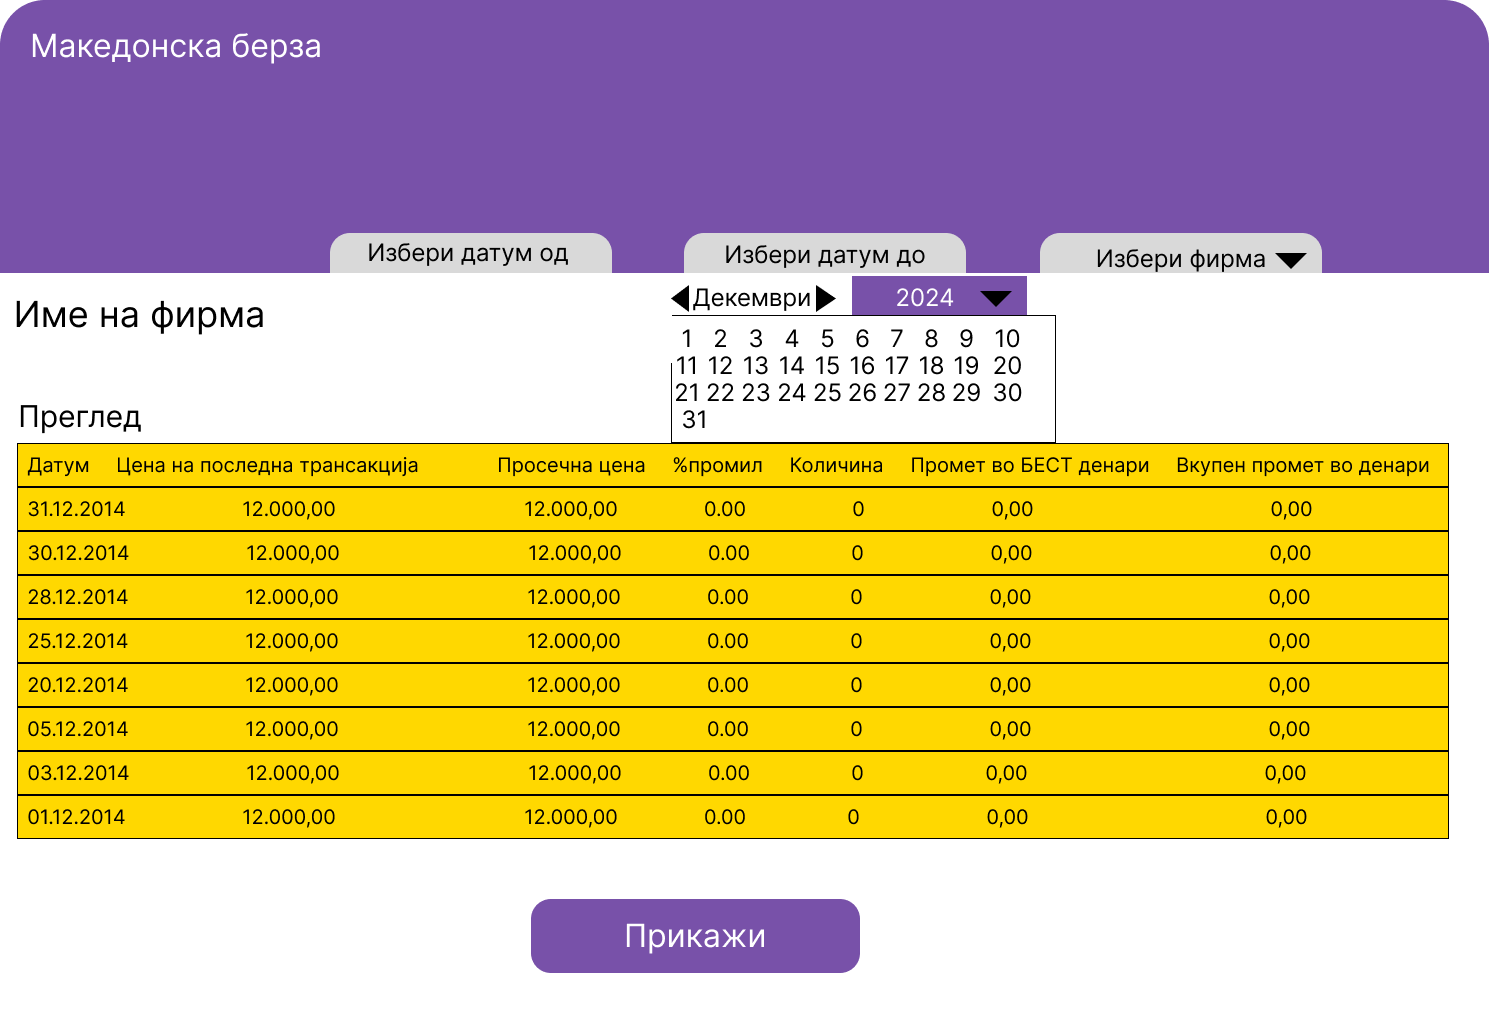 Македонска берза
Избери датум од Избери датум до Избери фирма
Декември 2024
Име на фирма
1 2 3 4 5 6 7 8 9 10
11 12 13 14 15 16 17 18 19 20
21 22 23 24 25 26 27 28 29 30
31
Преглед
Датум Цена на последна трансакција Просечна цена %промил Количина Промет во БЕСТ денари Вкупен промет во денари
31.12.2014 12.000,00 12.000,00 0.00 0 0,00 0,00
30.12.2014 12.000,00 12.000,00 0.00 0 0,00 0,00
28.12.2014 12.000,00 12.000,00 0.00 0 0,00 0,00
25.12.2014 12.000,00 12.000,00 0.00 0 0,00 0,00
20.12.2014 12.000,00 12.000,00 0.00 0 0,00 0,00
05.12.2014 12.000,00 12.000,00 0.00 0 0,00 0,00
03.12.2014 12.000,00 12.000,00 0.00 0 0,00 0,00
01.12.2014 12.000,00 12.000,00 0.00 0 0,00 0,00
Прикажи